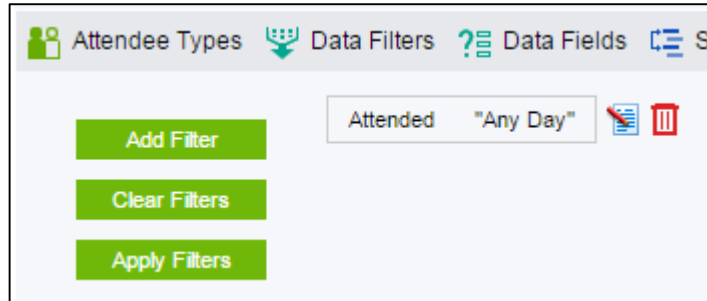 Attendee Types Data Filters Data Fields S
Attended "Any Day"
Add Filter
Clear Filters
Apply Filters